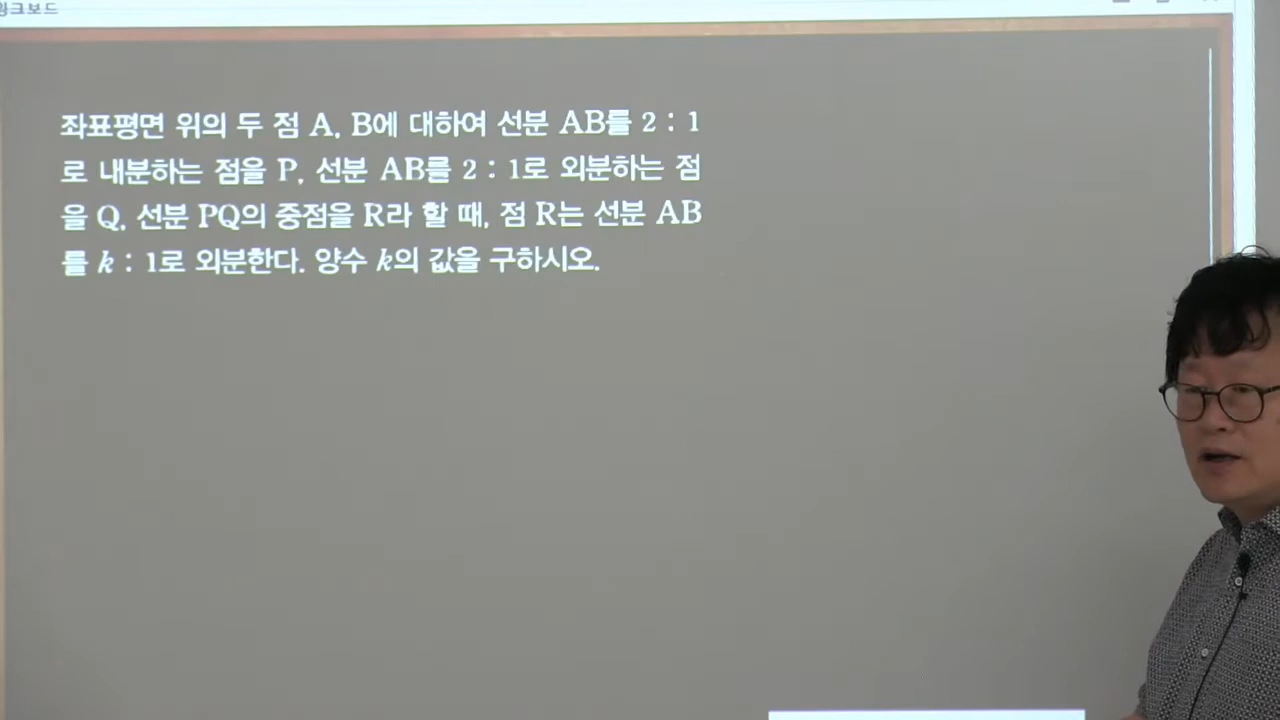 링크보드
좌표평면 위의 두 점 A, B에 대하여 선분 AB를 2 : 1
로 내분하는 점을 P, 선분 AB를 2 : 1로 외분하는 점
을 Q, 선분 PQ의 중점을 R라 할 때, 점 R는 선분 AB
를 k : 1로 외분한다. 양수 k의 값을 구하시오.